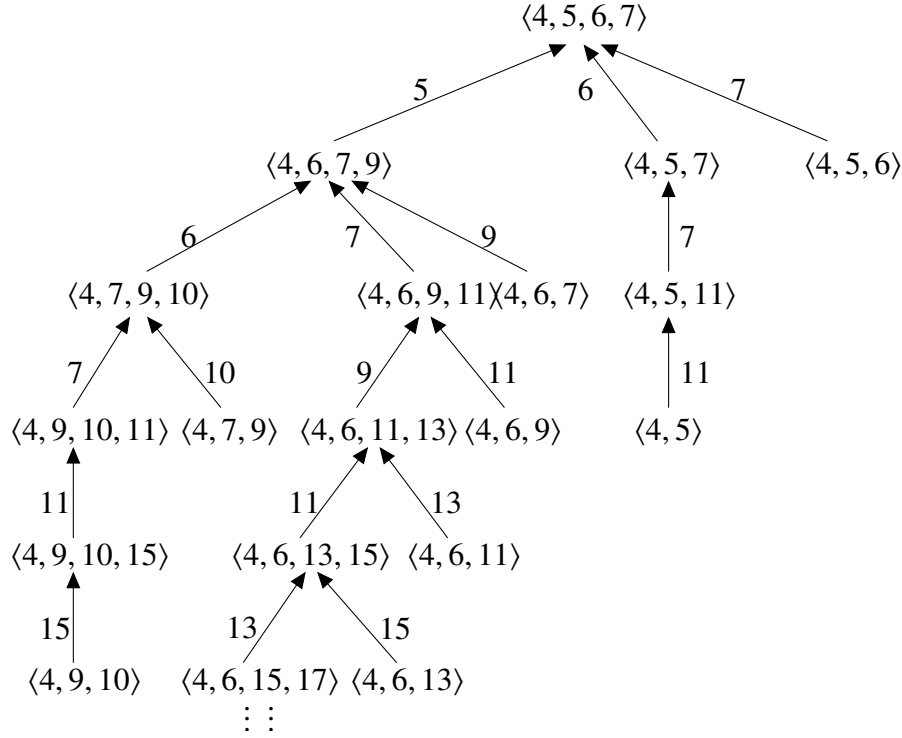 ⟨4, 5, 6, 7⟩
5 6 7
⟨4, 6, 7, 9⟩ ⟨4, 5, 7⟩ ⟨4, 5, 6⟩
6 7 9 7
⟨4, 7, 9, 10⟩ ⟨4, 6, 9, 11⟩ ⟨4, 6, 7⟩ ⟨4, 5, 11⟩
7 10 9 11 11
⟨4, 9, 10, 11⟩ ⟨4, 7, 9⟩ ⟨4, 6, 11, 13⟩ ⟨4, 6, 9⟩ ⟨4, 5⟩
11 11 13
⟨4, 9, 10, 15⟩ ⟨4, 6, 13, 15⟩ ⟨4, 6, 11⟩
15 13 15
⟨4, 9, 10⟩ ⟨4, 6, 15, 17⟩ ⟨4, 6, 13⟩
⋮ ⋮